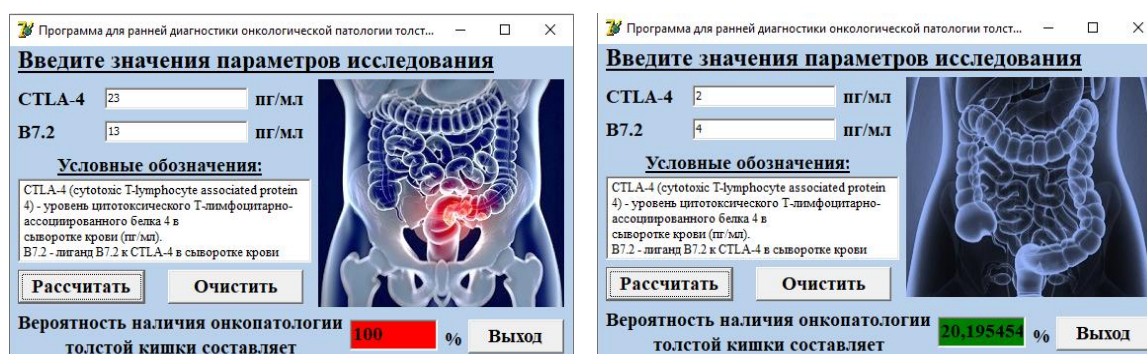 Программа для ранней диагностики онкологической патологии толст...
Введите значения параметров исследования
CTLA-4 23 пг/мл
B7.2 13 пг/мл
Условные обозначения:
CTLA-4 (cytotoxic T-lymphocyte associated protein
4) - уровень цитотоксического Т-лимфоцитарно-
ассоциированного белка 4 в
сыворотке крови (пг/мл).
B7.2 - лиганд B7.2 к CTLA-4 в сыворотке крови
Рассчитать Очистить
Вероятность наличия онкопатологии
толстой кишки составляет
100 % Выход
Программа для ранней диагностики онкологической патологии толст...
Введите значения параметров исследования
CTLA-4 2 пг/мл
B7.2 4 пг/мл
Условные обозначения:
CTLA-4 (cytotoxic T-lymphocyte associated protein
4) - уровень цитотоксического Т-лимфоцитарно-
ассоциированного белка 4 в
сыворотке крови (пг/мл).
B7.2 - лиганд B7.2 к CTLA-4 в сыворотке крови
Рассчитать Очистить
Вероятность наличия онкопатологии
толстой кишки составляет
20,195454 % Выход